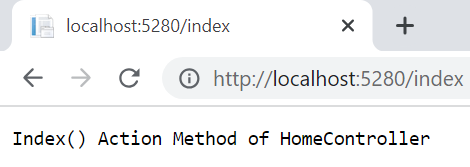 localhost:5280/index
http://localhost:5280/index
Index() Action Method of HomeController